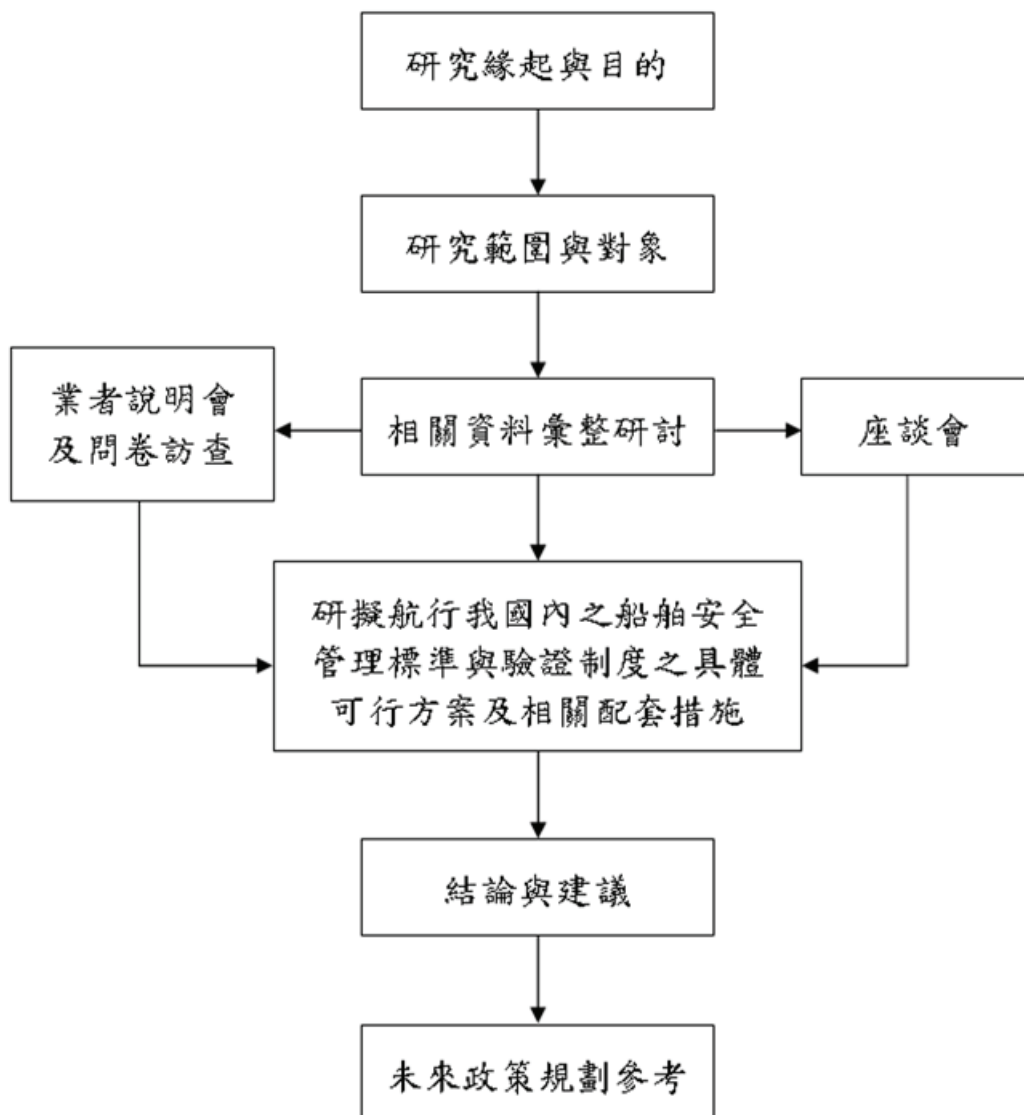 研究緣起與目的
研究範圍與對象
業者說明會
及問卷訪查
相關資料彙整研討
座談會
研擬航行我國內之船舶安全
管理標準與驗證制度之具體
可行方案及相關配套措施
結論與建議
未來政策規劃參考